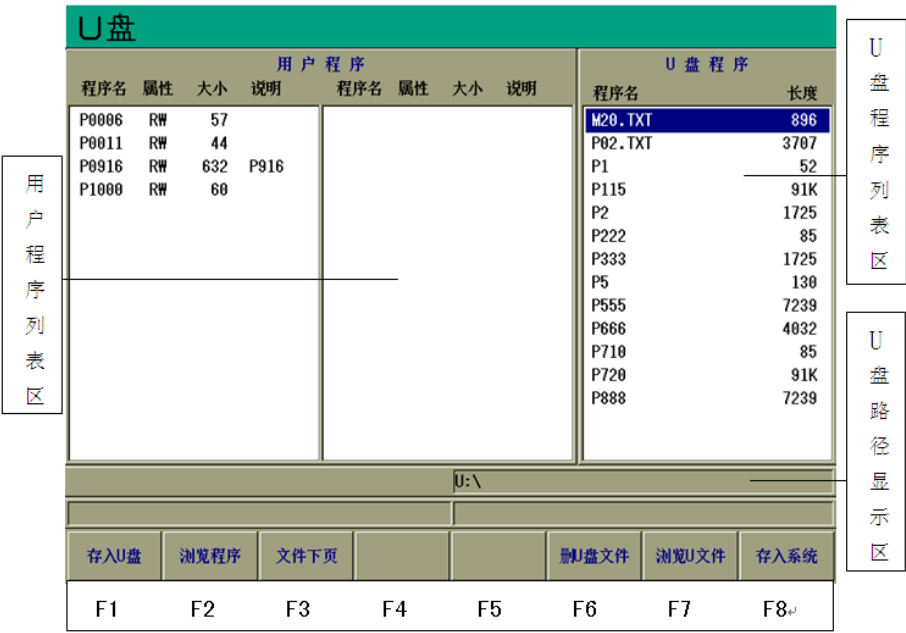 U盘
用户程序
程序名 属性 大小 说明 程序名 属性 大小 说明
P0006 RW 57
P0011 RW 44
P0916 RW 632 P916
P1000 RW 60
U盘程序
程序名 长度
M20.TXT 896
P02.TXT 3707
P1 52
P115 91K
P2 1725
P222 85
P333 1725
P5 130
P555 7239
P666 4032
P710 85
P720 91K
P888 7239
U:\
存入U盘 浏览程序 文件下页 删U盘文件 浏览U文件 存入系统
F1 F2 F3 F4 F5 F6 F7 F8↵
用户程序列表区
U盘程序列表区
U盘路径显示区